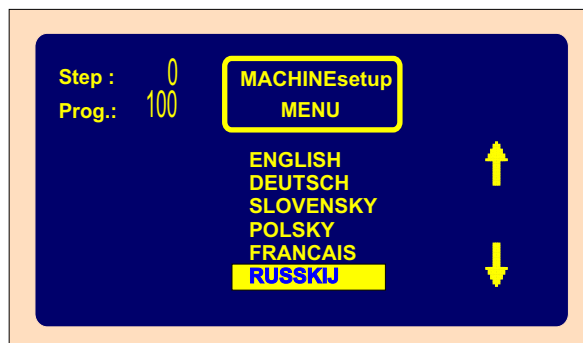 Step : 0
Prog.: 100
MACHINEsetup
MENU
ENGLISH
DEUTSCH
SLOVENSKY
POLSKY
FRANCAIS
RUSSKIJ